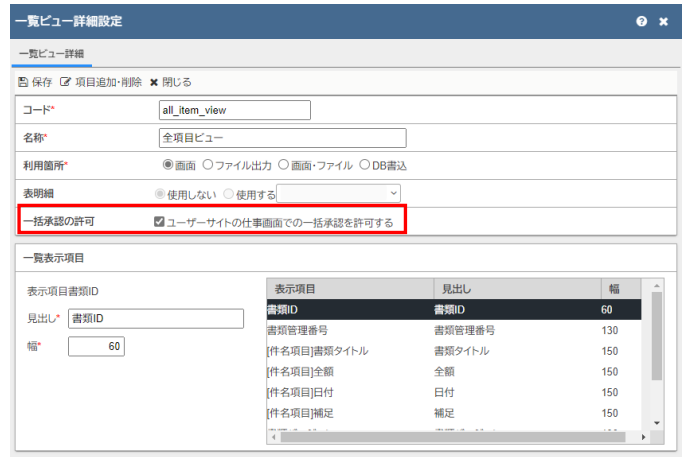 一覧ビュー詳細設定
一覧ビュー詳細
保存 項目追加・削除 閉じる
コード* all_item_view
名称* 全項目ビュー
利用箇所* 画面 ファイル出力 画面・ファイル DB書込
表明細 使用しない 使用する
一括承認の許可 ユーザーサイトの仕事画面での一括承認を許可する
一覧表示項目
表示項目書類ID
見出し* 書類ID
幅* 60
表示項目 見出し 幅
書類ID 書類ID 60
書類管理番号 書類管理番号 130
[件名項目]書類タイトル 書類タイトル 150
[件名項目]全額 全額 150
[件名項目]日付 日付 150
[件名項目]補足 補足 150